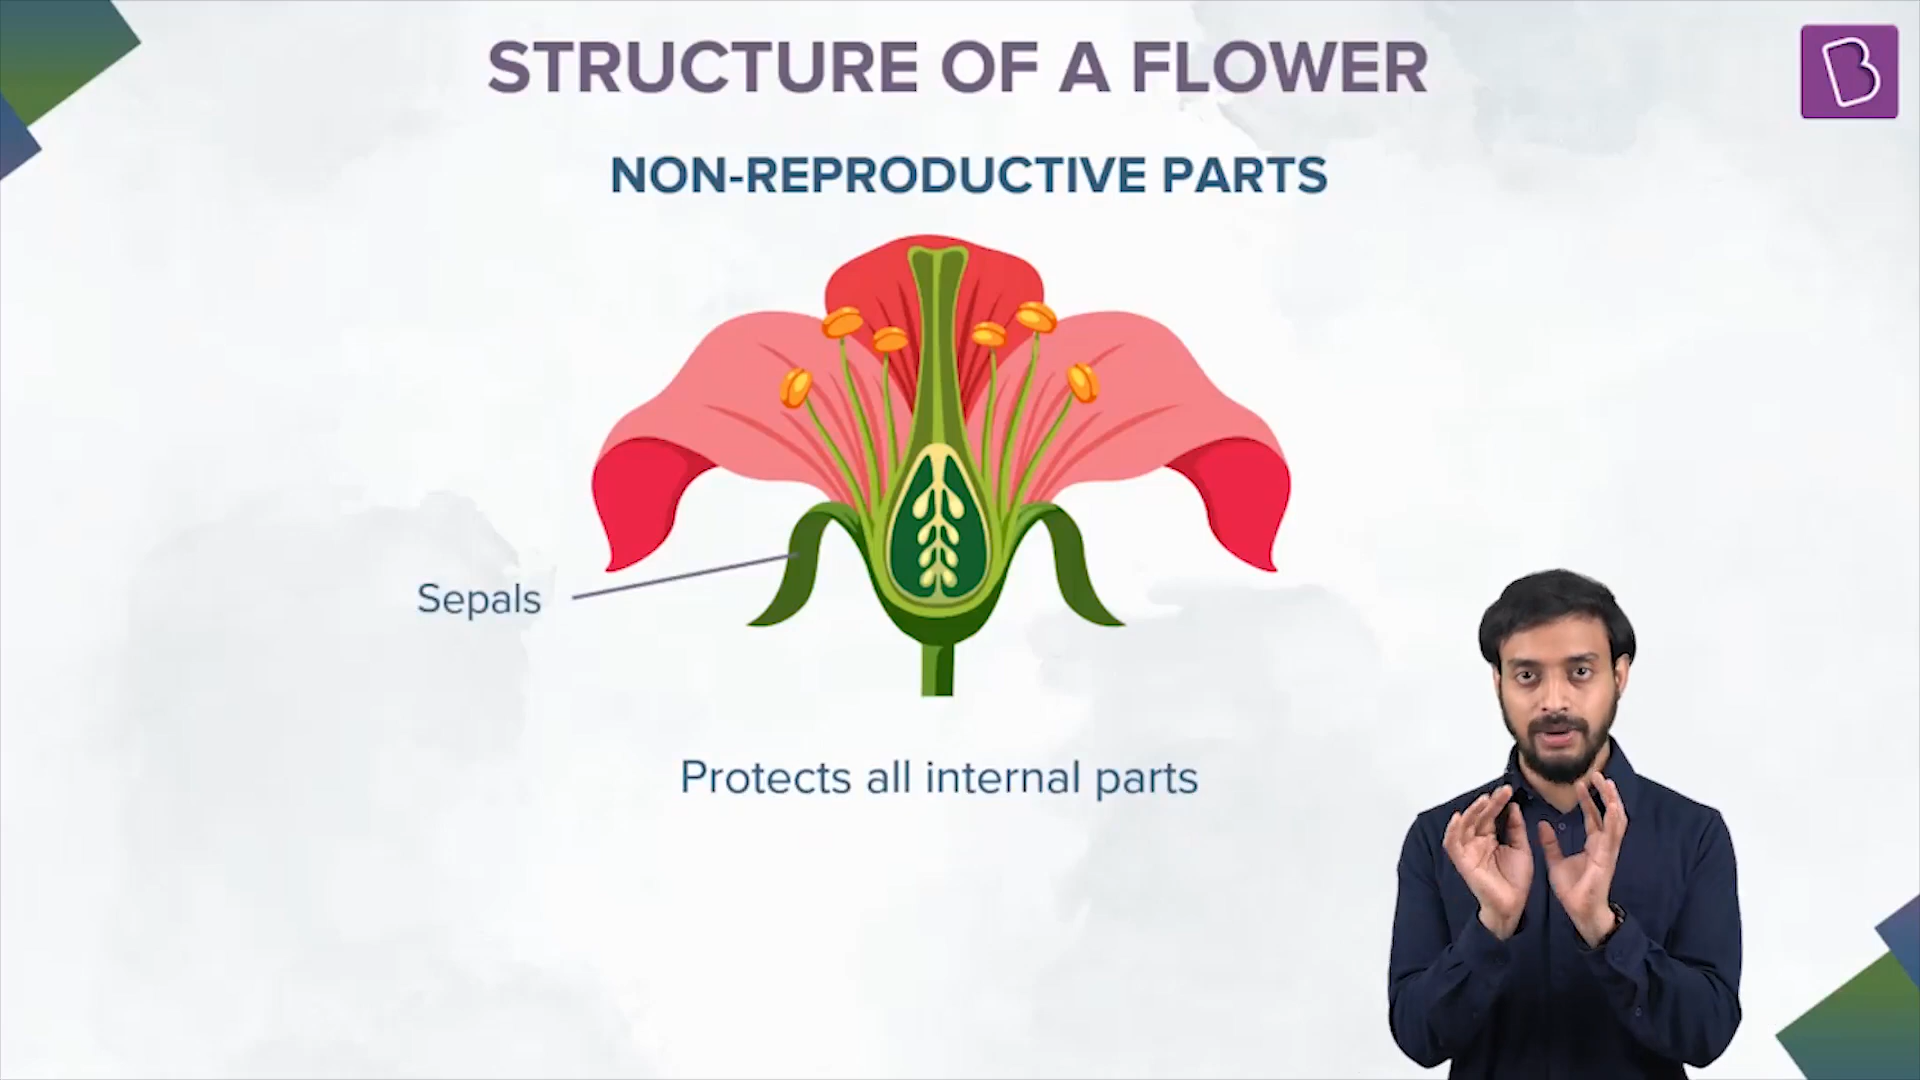 STRUCTURE OF A FLOWER
B
NON-REPRODUCTIVE PARTS
Sepals
Protects all internal parts